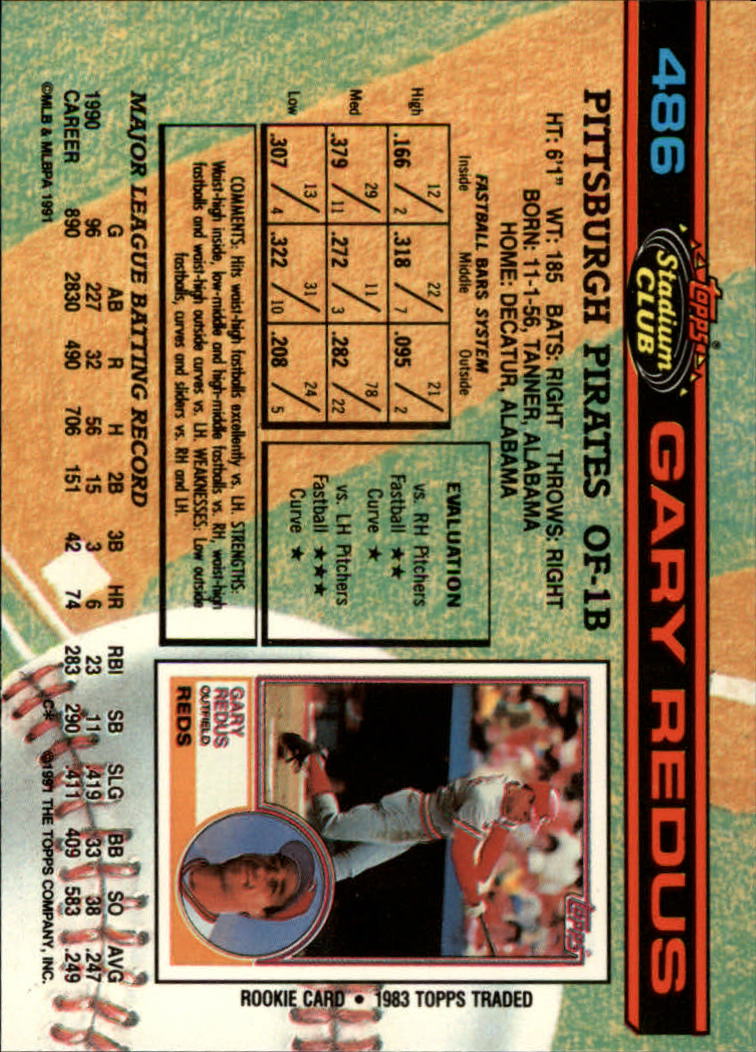 486
topps®
Stadium
CLUB
GARY REDUS
PITTSBURGH PIRATES OF-1B
HT: 6'1" WT: 185 BATS: RIGHT THROWS: RIGHT
BORN: 11-1-56, TANNER, ALABAMA
HOME: DECATUR, ALABAMA
FASTBALL BARS SYSTEM
Inside Middle Outside
High .166 12/2 .318 22/7 .095 21/2
Med .379 29/11 .272 11/3 .282 78/22
Low .307 13/4 .322 31/10 .208 24/5
EVALUATION
vs. RH Pitchers
Fastball ★★
Curve ★
vs. LH Pitchers
Fastball ★★★
Curve ★
COMMENTS: Hits waist-high fastballs excellently vs. LH. STRENGTHS:
Waist-high inside, low-middle and high-middle fastballs vs. RH, waist-high
fastballs and waist-high outside curves vs. LH. WEAKNESSES: Low outside
fastballs, curves and sliders vs. RH and LH.
topps
GARY
REDUS
OUTFIELD
REDS
ROOKIE CARD • 1983 TOPPS TRADED
MAJOR LEAGUE BATTING RECORD
G AB R H 2B 3B HR RBI SB SLG BB SO AVG
1990 96 227 32 56 15 3 6 23 11 .419 33 38 .247
CAREER 890 2830 490 706 151 42 74 283 290 .411 409 583 .249
©MLB & MLBPA 1991
C* ©1991 THE TOPPS COMPANY, INC.